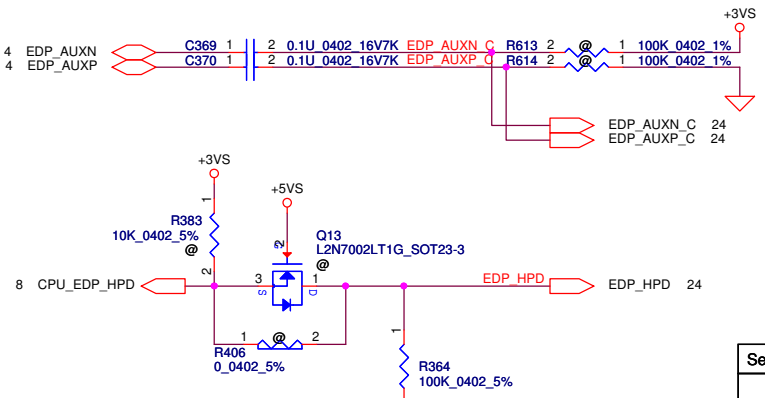 +3VS
4 EDP_AUXN C369 1 2 0.1U_0402_16V7K EDP_AUXN_C R613 2 @ 1 100K_0402_1%
4 EDP_AUXP C370 1 2 0.1U_0402_16V7K EDP_AUXP_C R614 2 @ 1 100K_0402_1%
EDP_AUXN_C 24
EDP_AUXP_C 24
+3VS
+5VS
1
R383
10K_0402_5%
@
2
2
G
Q13
L2N7002LT1G_SOT23-3
@
8 CPU_EDP_HPD 3 S 1 D EDP_HPD EDP_HPD 24
1 @ 2
R406
0_0402_5%
1
R364
100K_0402_5%
Se